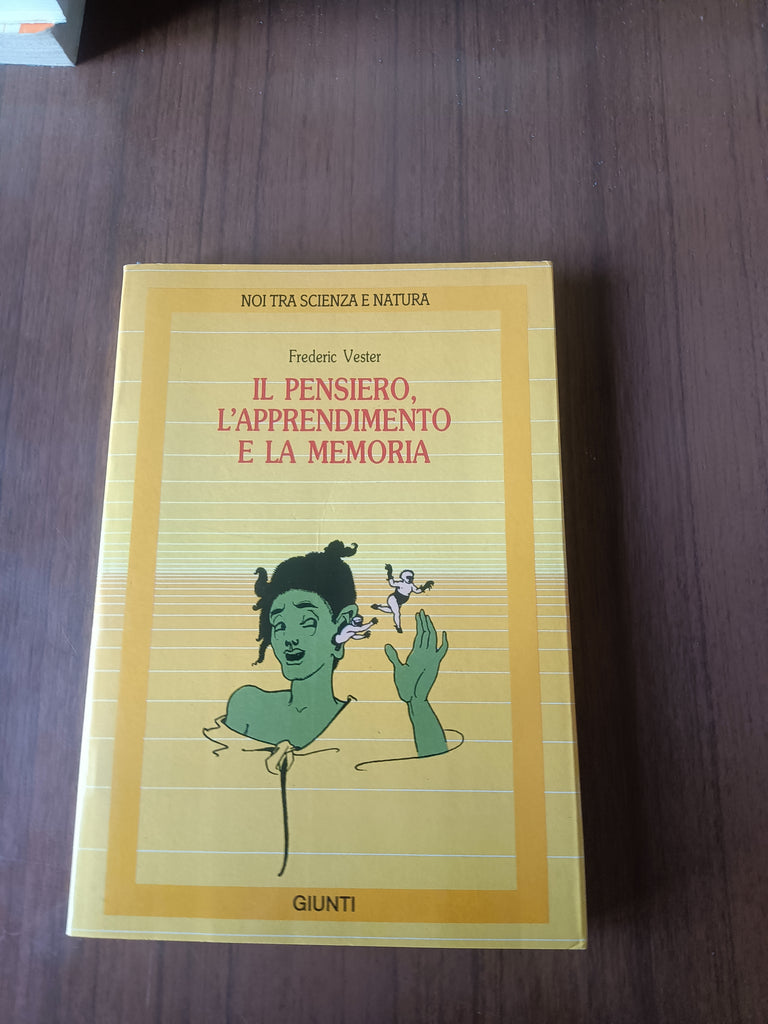 NOI TRA SCIENZA E NATURA
Frederic Vester
IL PENSIERO,
L'APPRENDIMENTO
E LA MEMORIA
GIUNTI